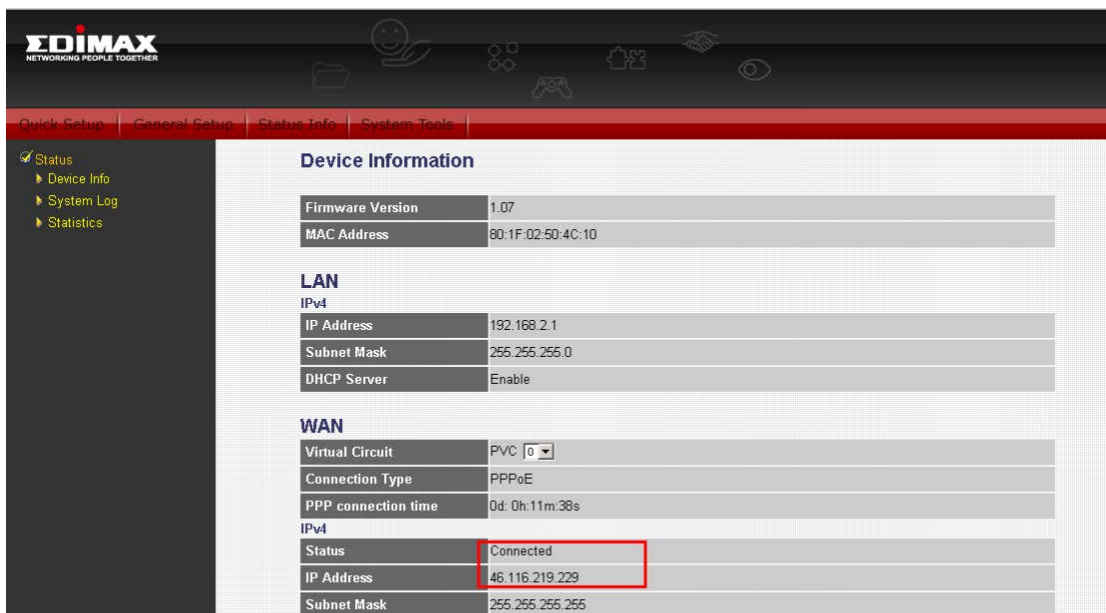 EDIMAX
NETWORKING PEOPLE TOGETHER
Quick Setup General Setup Status Info System Tools
Status
Device Info
System Log
Statistics
Device Information
Firmware Version 1.07
MAC Address 80:1F:02:50:4C:10
LAN
IPv4
IP Address 192.168.2.1
Subnet Mask 255.255.255.0
DHCP Server Enable
WAN
Virtual Circuit PVC 0
Connection Type PPPoE
PPP connection time 0d: 0h:11m:38s
IPv4
Status Connected
IP Address 46.116.219.229
Subnet Mask 255.255.255.255